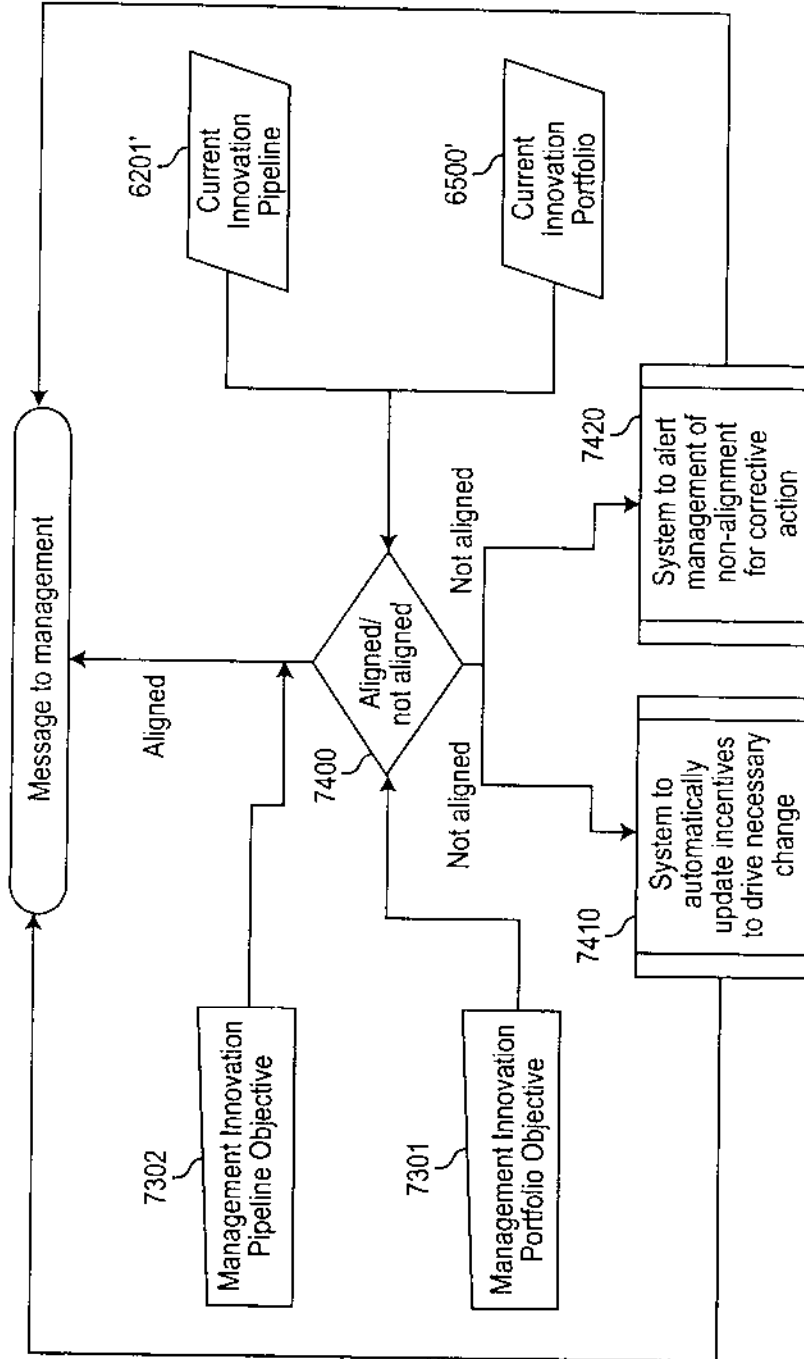 Message to management
Aligned
7302
Management Innovation
Pipeline Objective
7301
Management Innovation
Portfolio Objective
7400
Aligned/
not aligned
6201'
Current
Innovation
Pipeline
6500'
Current
innovation
Portfolio
Not aligned
Not aligned
7410
System to
automatically
update incentives
to drive necessary
change
7420
System to alert
management of
non-alignment
for corrective
action